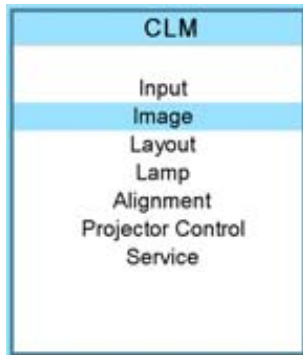 CLM
Input
Image
Layout
Lamp
Alignment
Projector Control
Service